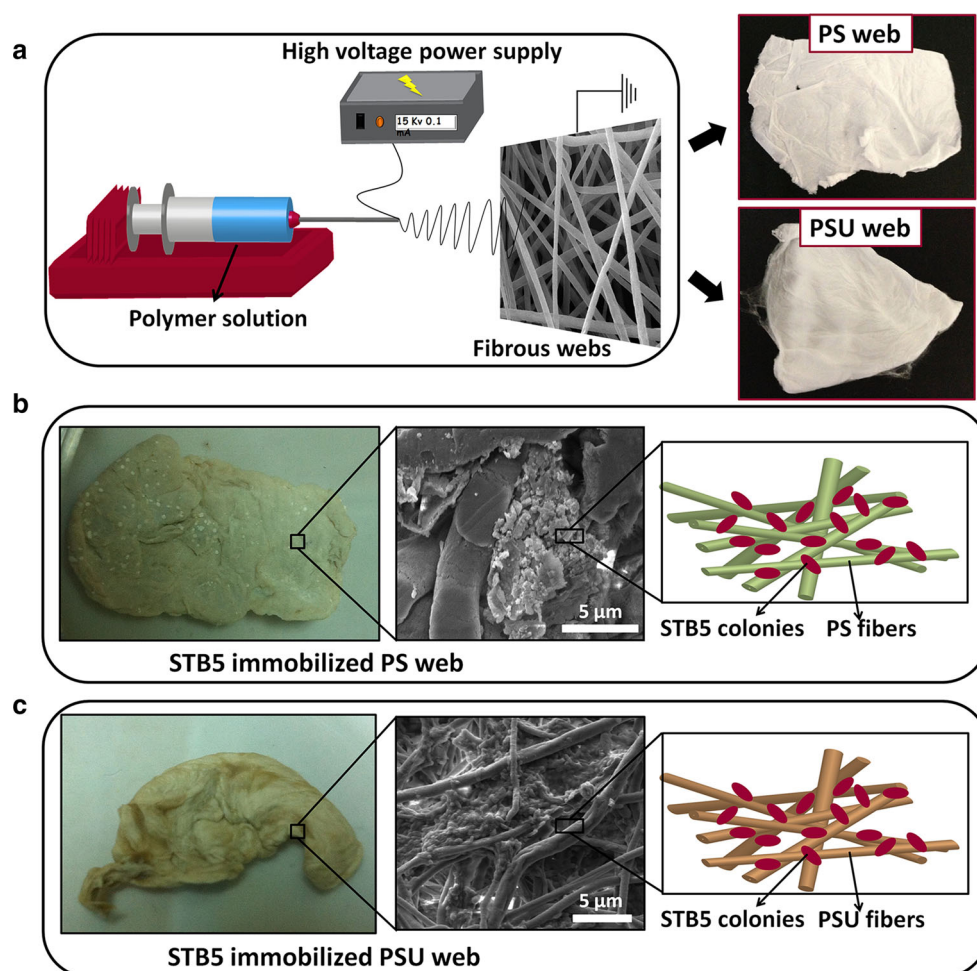 a
High voltage power supply
15 Kv 0.1
mA
Polymer solution
Fibrous webs
PS web
PSU web
b
5 µm
STB5 colonies
PS fibers
STB5 immobilized PS web
c
5 µm
STB5 colonies
PSU fibers
STB5 immobilized PSU web